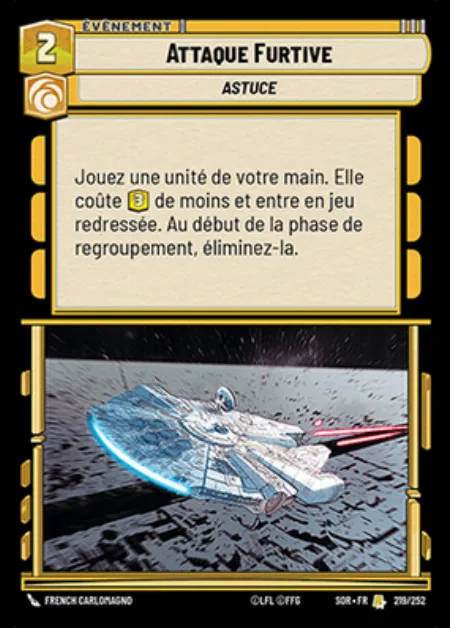 ÉVÉNEMENT
2
ATTAQUE FURTIVE
ASTUCE
Jouez une unité de votre main. Elle
coûte 3 de moins et entre en jeu
redressée. Au début de la phase de
regroupement, éliminez-la.
FRENCH CARLOMAGNO
©LFL ©FFG
SOR • FR
219/252